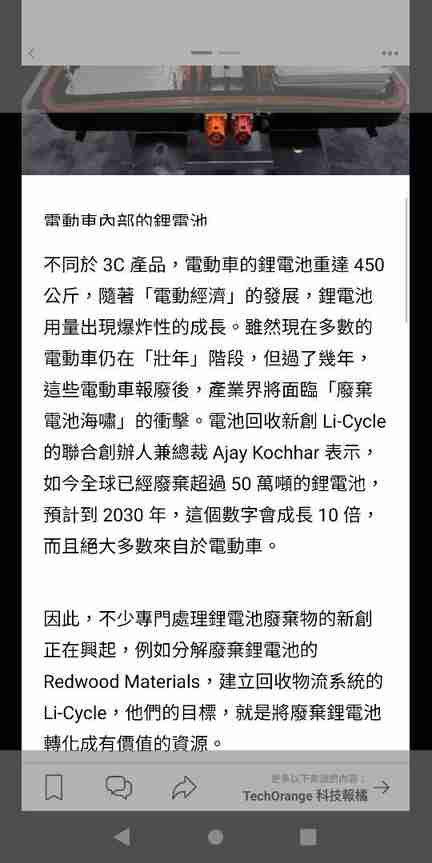 電動車內部的鋰電池
不同於 3C 產品，電動車的鋰電池重達 450
公斤，隨著「電動經濟」的發展，鋰電池
用量出現爆炸性的成長。雖然現在多數的
電動車仍在「壯年」階段，但過了幾年，
這些電動車報廢後，產業界將面臨「廢棄
電池海嘯」的衝擊。電池回收新創 Li-Cycle
的聯合創辦人兼總裁 Ajay Kochhar 表示，
如今全球已經廢棄超過 50 萬噸的鋰電池，
預計到 2030 年，這個數字會成長 10 倍，
而且絕大多數來自於電動車。
因此，不少專門處理鋰電池廢棄物的新創
正在興起，例如分解廢棄鋰電池的
Redwood Materials，建立回收物流系統的
Li-Cycle，他們的目標，就是將廢棄鋰電池
轉化成有價值的資源。
TechOrange 科技報橘